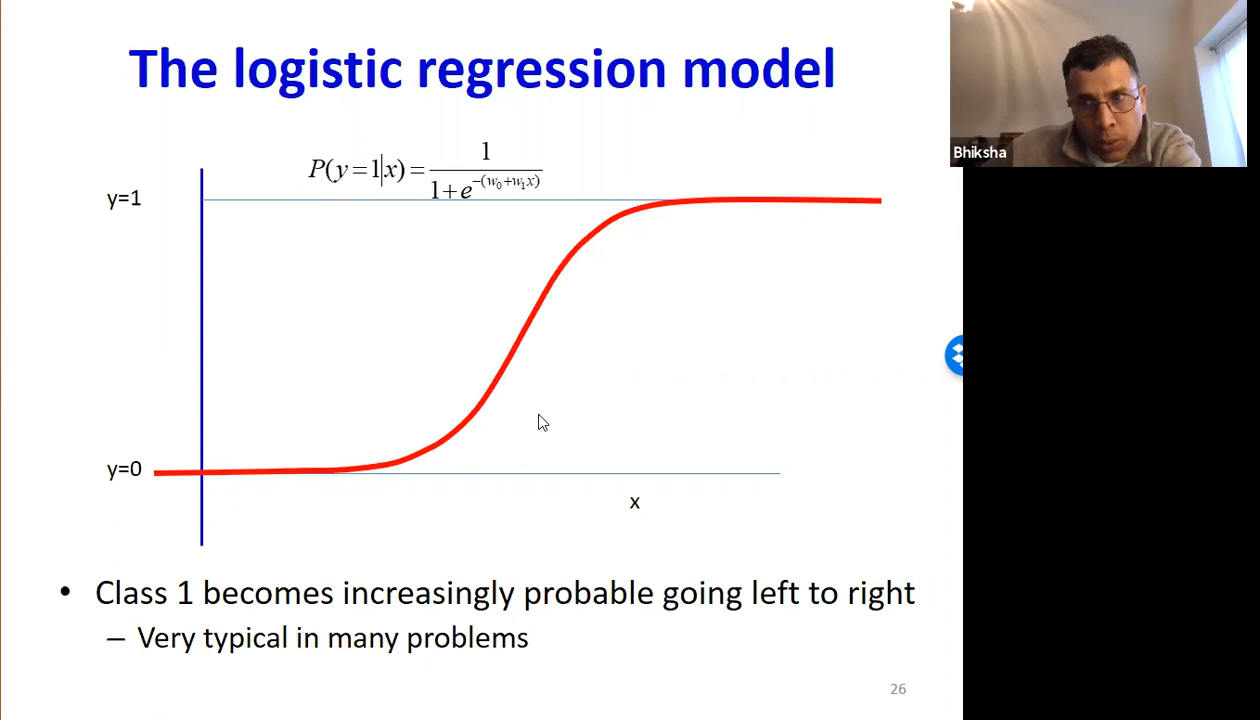 The logistic regression model
P(y=1|x) = 1 / (1+e^{-(w_0+w_1x)})
y=1
y=0
x
• Class 1 becomes increasingly probable going left to right
– Very typical in many problems
26
Bhiksha